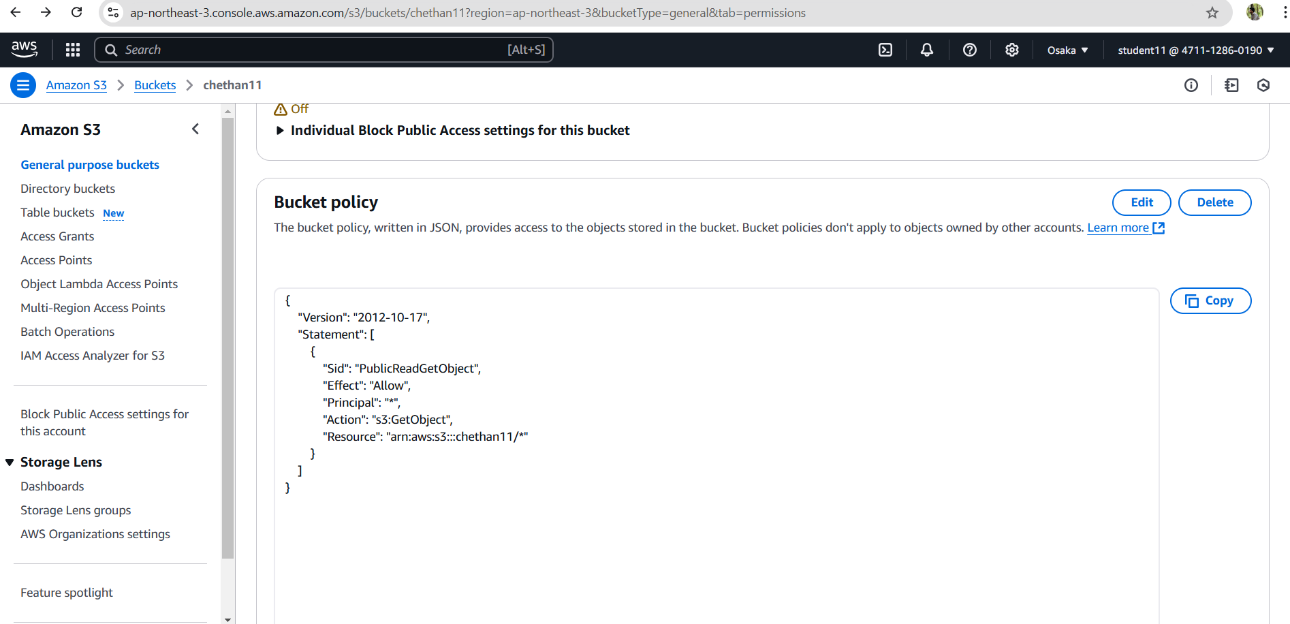 ap-northeast-3.console.aws.amazon.com/s3/buckets/chethan11?region=ap-northeast-3&bucketType=general&tab=permissions
aws
Search
[Alt+S]
Osaka
student11 @ 4711-1286-0190
Amazon S3
Buckets
chethan11
Amazon S3
General purpose buckets
Directory buckets
Table buckets New
Access Grants
Access Points
Object Lambda Access Points
Multi-Region Access Points
Batch Operations
IAM Access Analyzer for S3
Block Public Access settings for
this account
Storage Lens
Dashboards
Storage Lens groups
AWS Organizations settings
Feature spotlight
Off
Individual Block Public Access settings for this bucket
Bucket policy
Edit
Delete
The bucket policy, written in JSON, provides access to the objects stored in the bucket. Bucket policies don't apply to objects owned by other accounts. Learn more
Copy
{
"Version": "2012-10-17",
"Statement": [
{
"Sid": "PublicReadGetObject",
"Effect": "Allow",
"Principal": "*",
"Action": "s3:GetObject",
"Resource": "arn:aws:s3:::chethan11/*"
}
]
}